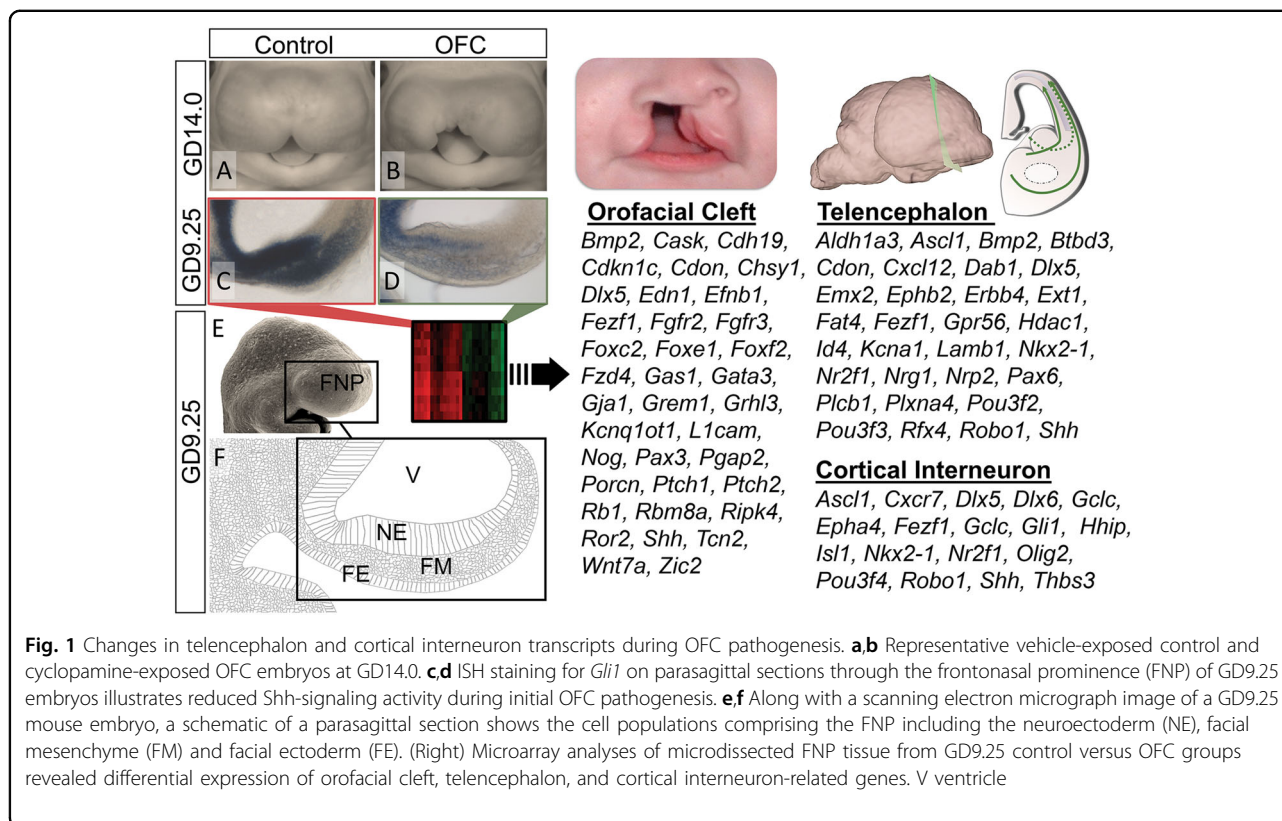 Control
OFC
GD14.0
A
B
GD9.25
C
D
GD9.25
E
FNP
F
V
NE
FM
FE
Orofacial Cleft
Bmp2, Cask, Cdh19,
Cdkn1c, Cdon, Chsy1,
Dlx5, Edn1, Efnb1,
Fezf1, Fgfr2, Fgfr3,
Foxc2, Foxe1, Foxf2,
Fzd4, Gas1, Gata3,
Gja1, Grem1, Grhl3,
Kcnq1ot1, L1cam,
Nog, Pax3, Pgap2,
Porcn, Ptch1, Ptch2,
Rb1, Rbm8a, Ripk4,
Ror2, Shh, Tcn2,
Wnt7a, Zic2
Telencephalon
Aldh1a3, Ascl1, Bmp2, Btbd3,
Cdon, Cxcl12, Dab1, Dlx5,
Emx2, Ephb2, Erbb4, Ext1,
Fat4, Fezf1, Gpr56, Hdac1,
Id4, Kcna1, Lamb1, Nkx2-1,
Nr2f1, Nrg1, Nrp2, Pax6,
Plcb1, Plxna4, Pou3f2,
Pou3f3, Rfx4, Robo1, Shh
Cortical Interneuron
Ascl1, Cxcr7, Dlx5, Dlx6, Gclc,
Epha4, Fezf1, Gclc, Gli1, Hhip,
Isl1, Nkx2-1, Nr2f1, Olig2,
Pou3f4, Robo1, Shh, Thbs3
Fig. 1 Changes in telencephalon and cortical interneuron transcripts during OFC pathogenesis. a,b Representative vehicle-exposed control and
cyclopamine-exposed OFC embryos at GD14.0. c,d ISH staining for Gli1 on parasagittal sections through the frontonasal prominence (FNP) of GD9.25
embryos illustrates reduced Shh-signaling activity during initial OFC pathogenesis. e,f Along with a scanning electron micrograph image of a GD9.25
mouse embryo, a schematic of a parasagittal section shows the cell populations comprising the FNP including the neuroectoderm (NE), facial
mesenchyme (FM) and facial ectoderm (FE). (Right) Microarray analyses of microdissected FNP tissue from GD9.25 control versus OFC groups
revealed differential expression of orofacial cleft, telencephalon, and cortical interneuron-related genes. V ventricle